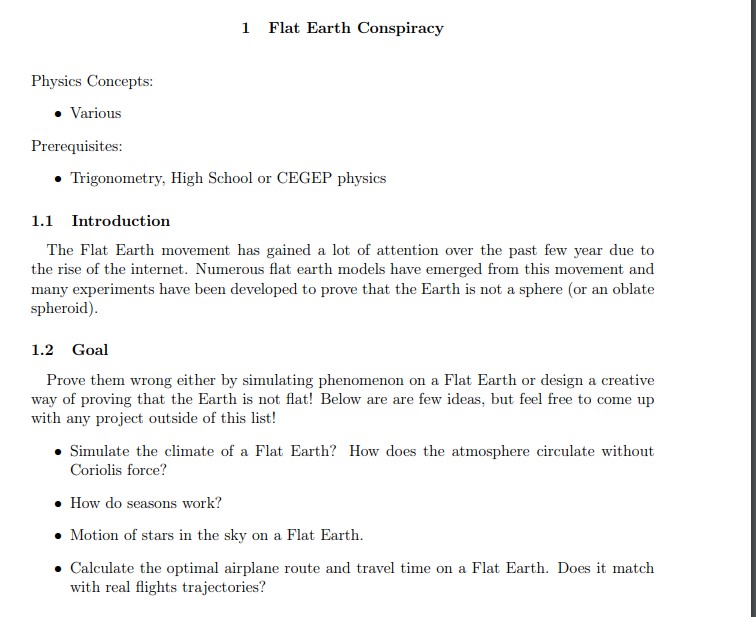 1 Flat Earth Conspiracy
Physics Concepts:
• Various
Prerequisites:
• Trigonometry, High School or CEGEP physics
1.1 Introduction
The Flat Earth movement has gained a lot of attention over the past few year due to
the rise of the internet. Numerous flat earth models have emerged from this movement and
many experiments have been developed to prove that the Earth is not a sphere (or an oblate
spheroid).
1.2 Goal
Prove them wrong either by simulating phenomenon on a Flat Earth or design a creative
way of proving that the Earth is not flat! Below are are few ideas, but feel free to come up
with any project outside of this list!
• Simulate the climate of a Flat Earth? How does the atmosphere circulate without
Coriolis force?
• How do seasons work?
• Motion of stars in the sky on a Flat Earth.
• Calculate the optimal airplane route and travel time on a Flat Earth. Does it match
with real flights trajectories?